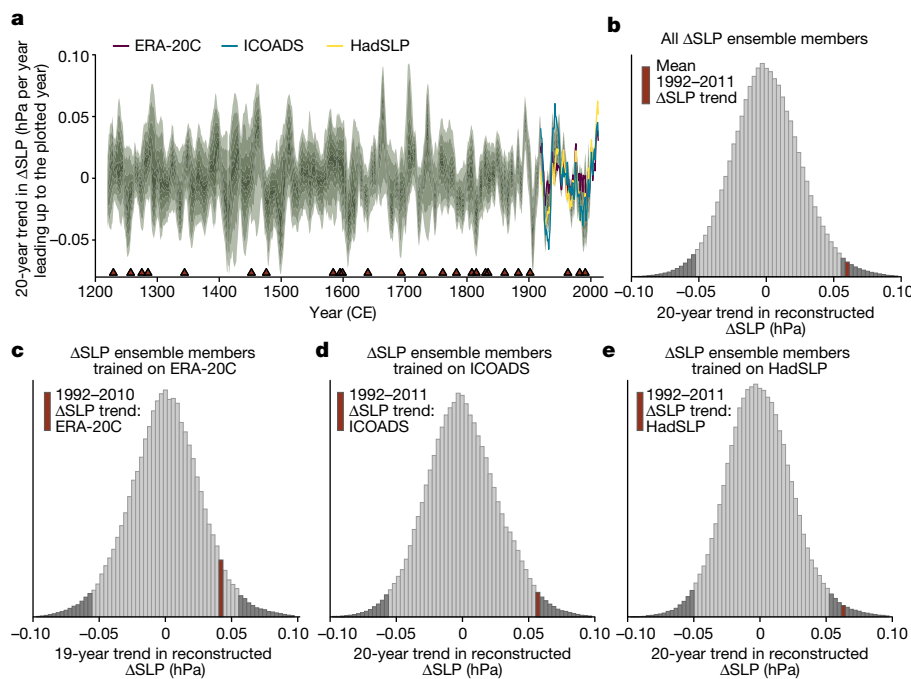 a
ERA-20C ICOADS HadSLP
20-year trend in ΔSLP (hPa per year
leading up to the plotted year)
0.10
0.05
0
−0.05
1200 1300 1400 1500 1600 1700 1800 1900 2000
Year (CE)
b
All ΔSLP ensemble members
Mean
1992–2011
ΔSLP trend
−0.10 −0.05 0 0.05 0.10
20-year trend in reconstructed
ΔSLP (hPa)
c
ΔSLP ensemble members
trained on ERA-20C
1992–2010
ΔSLP trend:
ERA-20C
−0.10 −0.05 0 0.05 0.10
19-year trend in reconstructed
ΔSLP (hPa)
d
ΔSLP ensemble members
trained on ICOADS
1992–2011
ΔSLP trend:
ICOADS
−0.10 −0.05 0 0.05 0.10
20-year trend in reconstructed
ΔSLP (hPa)
e
ΔSLP ensemble members
trained on HadSLP
1992–2011
ΔSLP trend:
HadSLP
−0.10 −0.05 0 0.05 0.10
20-year trend in reconstructed
ΔSLP (hPa)